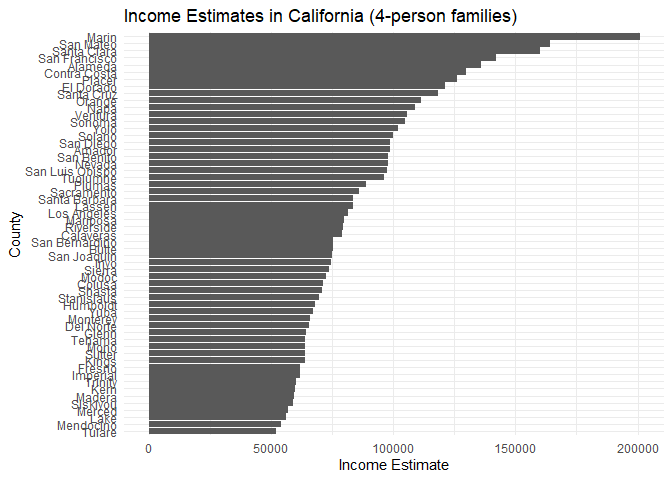 Income Estimates in California (4-person families)
County
Marin
San Mateo
Santa Clara
San Francisco
Alameda
Contra Costa
Placer
El Dorado
Santa Cruz
Orange
Napa
Ventura
Sonoma
Yolo
Solano
San Diego
Amador
San Benito
Nevada
San Luis Obispo
Tuolumne
Plumas
Sacramento
Santa Barbara
Lassen
Los Angeles
Mariposa
Riverside
Calaveras
San Bernardino
Butte
San Joaquin
Inyo
Sierra
Modoc
Colusa
Shasta
Stanislaus
Humboldt
Yuba
Monterey
Del Norte
Glenn
Tehama
Mono
Sutter
Kings
Fresno
Imperial
Trinity
Kern
Madera
Siskiyou
Merced
Lake
Mendocino
Tulare
0 50000 100000 150000 200000
Income Estimate